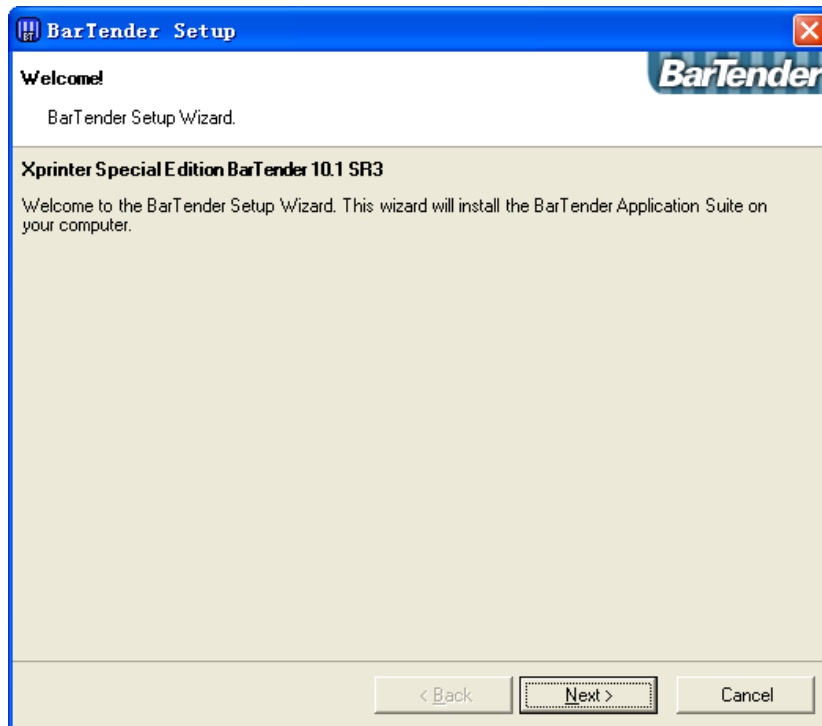 BarTender Setup
Welcome!
BarTender
BarTender Setup Wizard.
Xprinter Special Edition BarTender 10.1 SR3
Welcome to the BarTender Setup Wizard. This wizard will install the BarTender Application Suite on
your computer.
< Back
Next >
Cancel